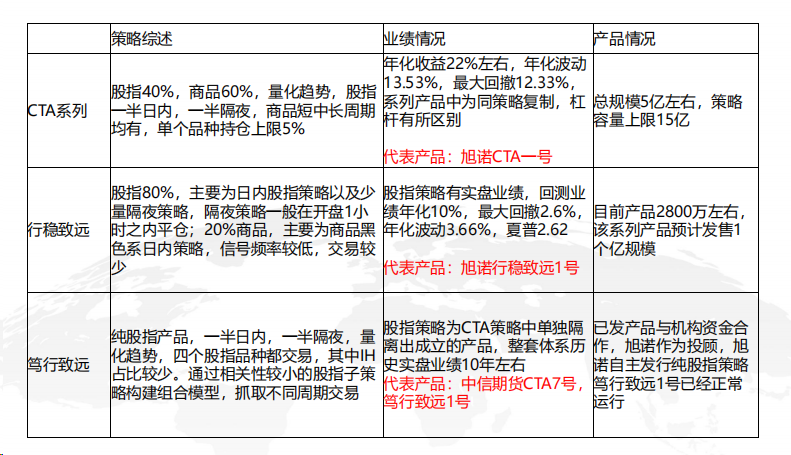 策略综述
业绩情况
产品情况
CTA系列
股指40%，商品60%，量化趋势，股指
一半日内，一半隔夜，商品短中长周期
均有，单个品种持仓上限5%
年化收益22%左右，年化波动
13.53%，最大回撤12.33%，
系列产品中为同策略复制，杠
杆有所区别
代表产品：旭诺CTA一号
总规模5亿左右，策略
容量上限15亿
行稳致远
股指80%，主要为日内股指策略以及少
量隔夜策略，隔夜策略一般在开盘1小
时之内平仓；20%商品，主要为商品黑
色系日内策略，信号频率较低，交易较
少
股指策略有实盘业绩，回测业
绩年化10%，最大回撤2.6%，
年化波动3.66%，夏普2.62
代表产品：旭诺行稳致远1号
目前产品2800万左右，
该系列产品预计发售1
个亿规模
笃行致远
纯股指产品，一半日内，一半隔夜，量
化趋势，四个股指品种都交易，其中IH
占比较少。通过相关性较小的股指子策
略构建组合模型，抓取不同周期交易
股指策略为CTA策略中单独隔
离出成立的产品，整套体系历
史实盘业绩10年左右
代表产品：中信期货CTA7号，
笃行致远1号
已发产品与机构资金合
作，旭诺作为投顾，旭
诺自主发行纯股指策略
笃行致远1号已经正常
运行